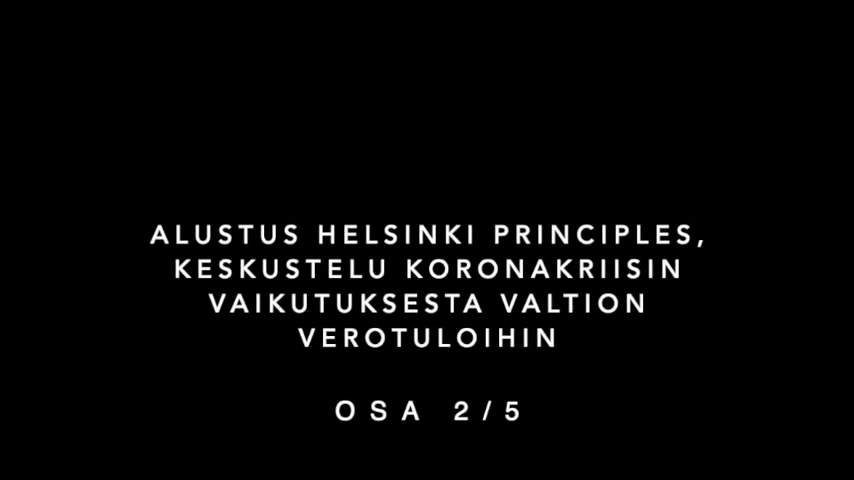 ALUSTUS HELSINKI PRINCIPLES,
KESKUSTELU KORONAKRIISIN
VAIKUTUKSESTA VALTION
VEROTULOIHIN
OSA 2/5